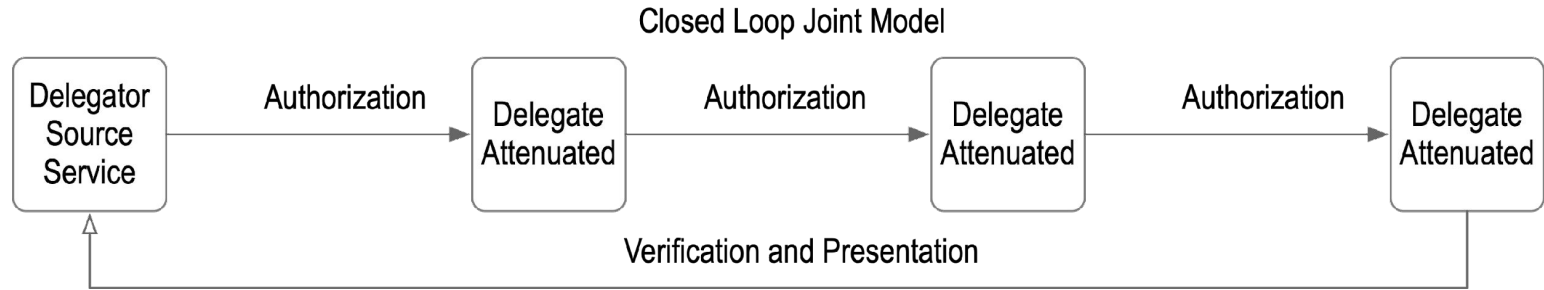 Closed Loop Joint Model
Delegator
Source
Service
Authorization
Delegate
Attenuated
Authorization
Delegate
Attenuated
Authorization
Delegate
Attenuated
Verification and Presentation